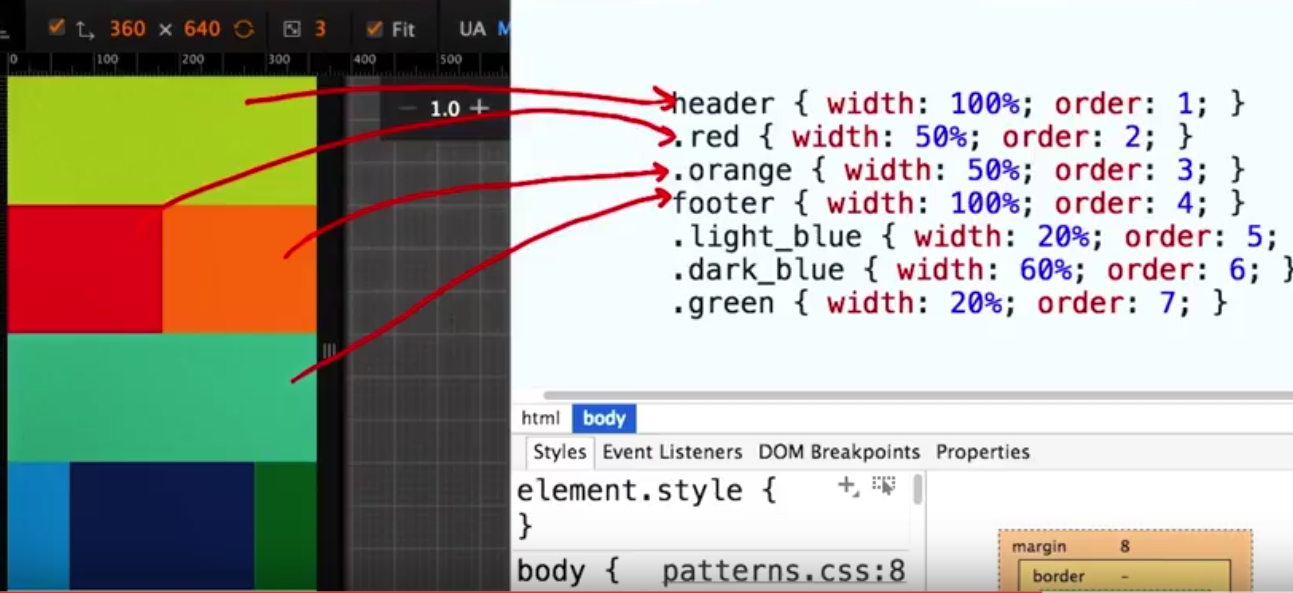 360 × 640 3 Fit UA M
0 100 200 300 400 500
1.0 +
header { width: 100%; order: 1; }
.red { width: 50%; order: 2; }
.orange { width: 50%; order: 3; }
footer { width: 100%; order: 4; }
.light_blue { width: 20%; order: 5;
.dark_blue { width: 60%; order: 6; }
.green { width: 20%; order: 7; }
html body
Styles Event Listeners DOM Breakpoints Properties
element.style {
}
body { patterns.css:8
margin 8
border -